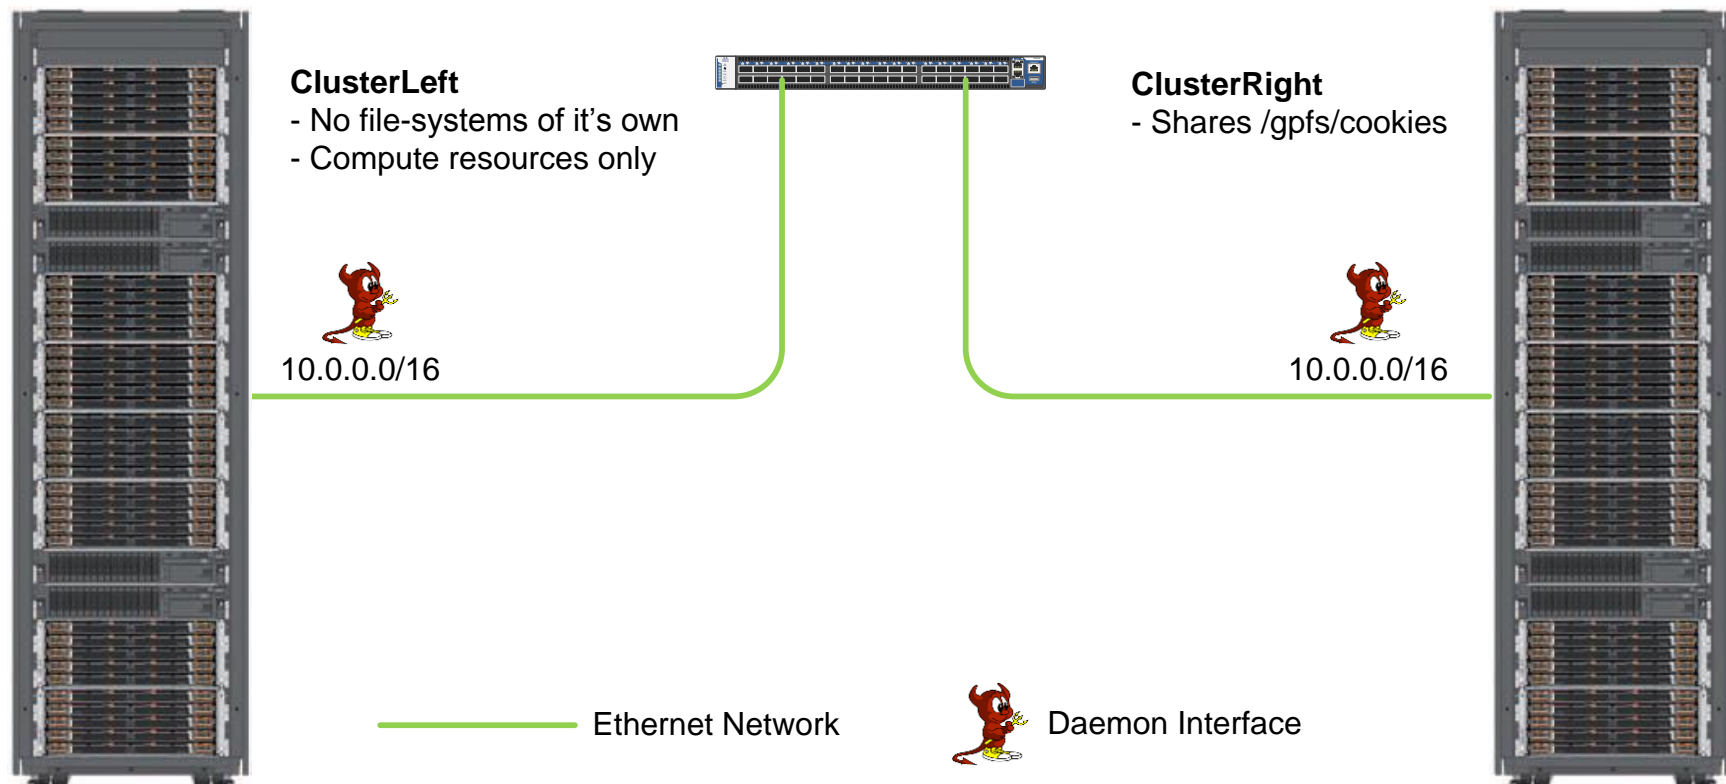 ClusterLeft
- No file-systems of it's own
- Compute resources only
ClusterRight
- Shares /gpfs/cookies
10.0.0.0/16
10.0.0.0/16
Ethernet Network
Daemon Interface